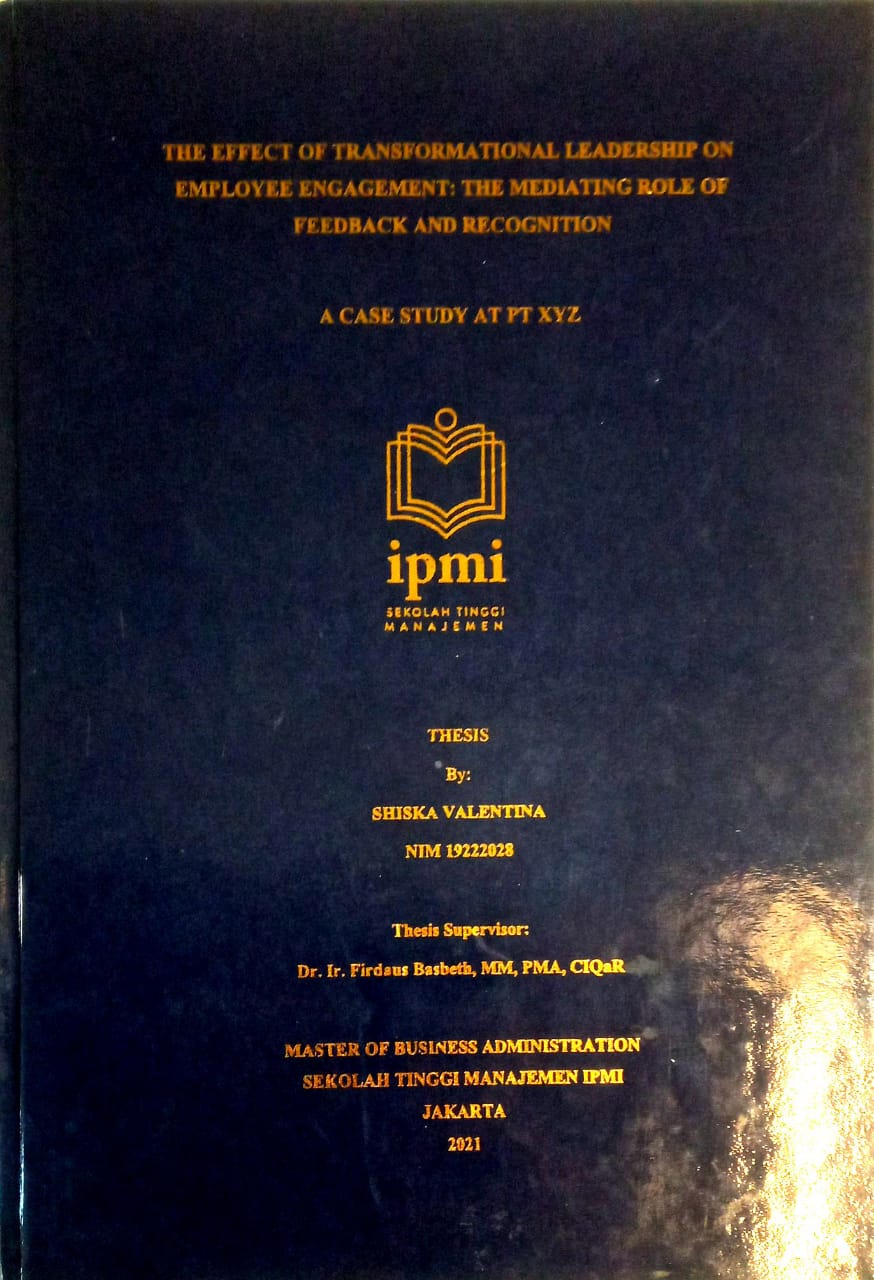 THE EFFECT OF TRANSFORMATIONAL LEADERSHIP ON
EMPLOYEE ENGAGEMENT: THE MEDIATING ROLE OF
FEEDBACK AND RECOGNITION
A CASE STUDY AT PT XYZ
ipmi
SEKOLAH TINGGI
MANAJEMEN
THESIS
By:
SHISKA VALENTINA
NIM 19222028
Thesis Supervisor:
Dr. Ir. Firdaus Basbeth, MM, PMA, CIQaR
MASTER OF BUSINESS ADMINISTRATION
SEKOLAH TINGGI MANAJEMEN IPMI
JAKARTA
2021